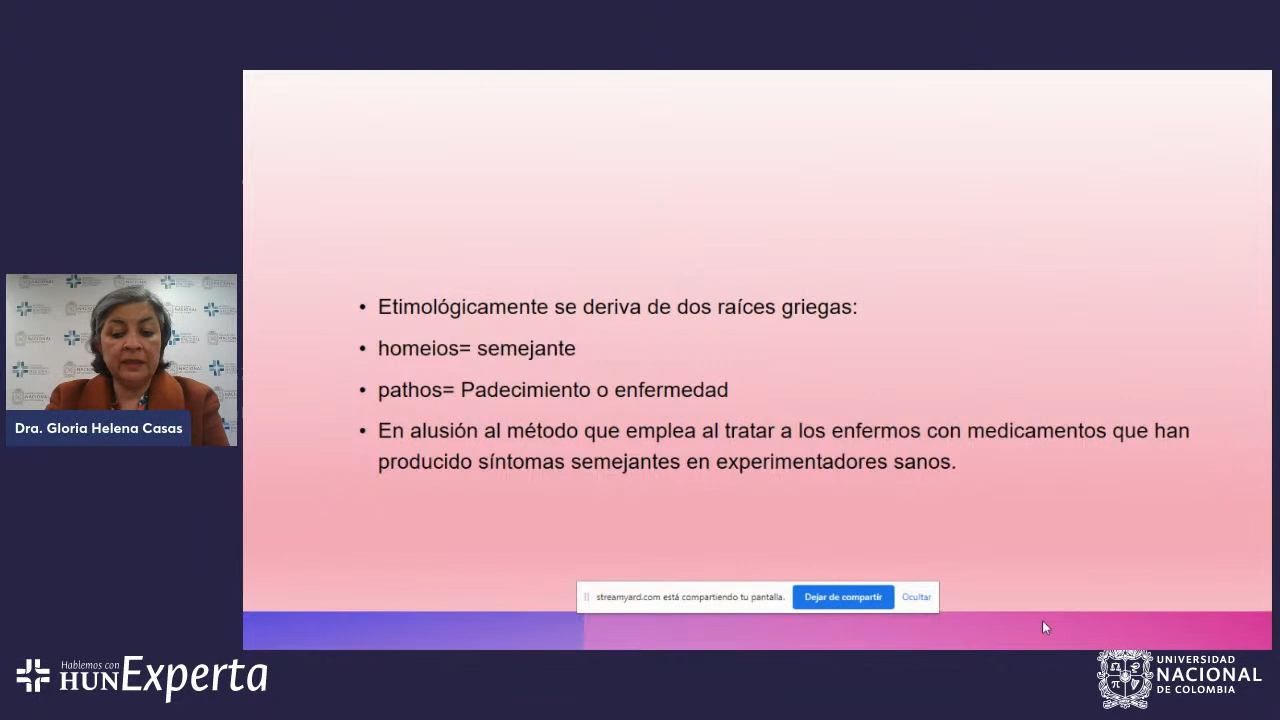 • Etimológicamente se deriva de dos raíces griegas:
• homeios= semejante
• pathos= Padecimiento o enfermedad
• En alusión al método que emplea al tratar a los enfermos con medicamentos que han
producido síntomas semejantes en experimentadores sanos.
Dra. Gloria Helena Casas
streamyard.com está compartiendo tu pantalla. Dejar de compartir Ocultar
Hablemos con
HUNExperta
UNIVERSIDAD
NACIONAL
DE COLOMBIA